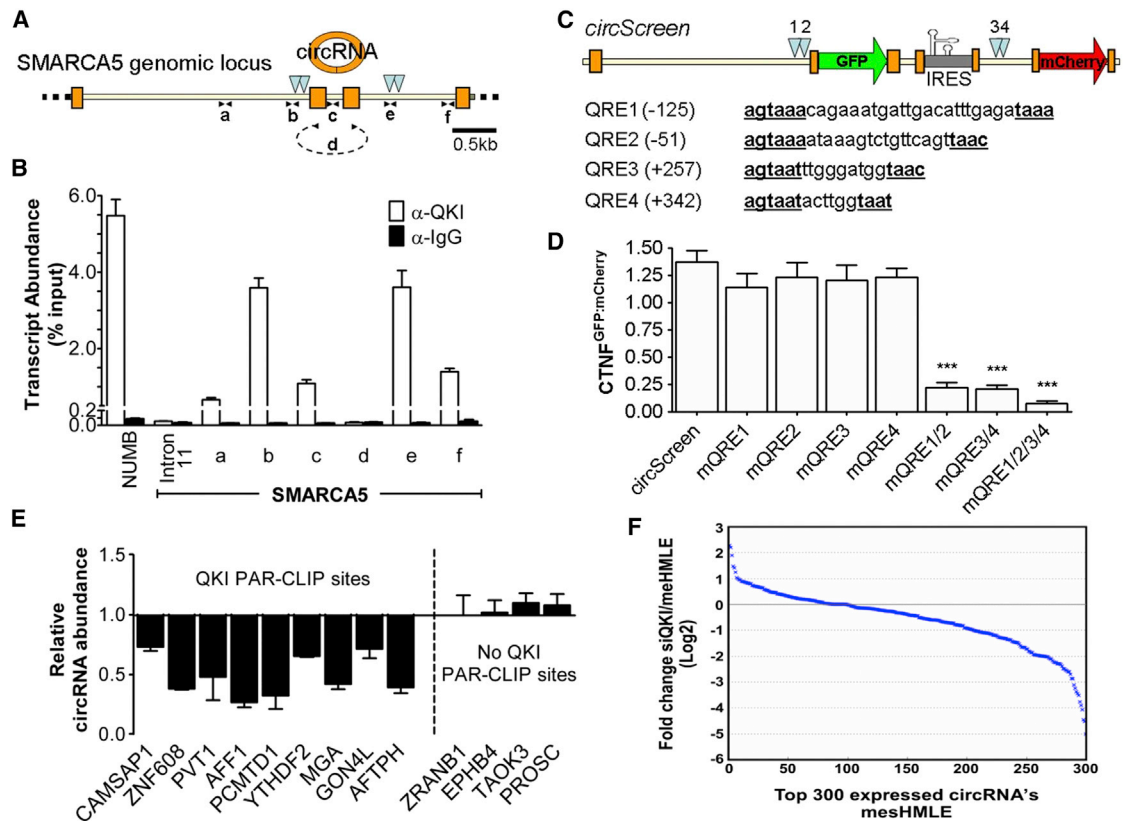 A
SMARCA5 genomic locus
circRNA
a
b
c
d
e
f
0.5kb
B
Transcript Abundance
(% input)
6.0
4.0
2.0
0.2
0.0
α-QKI
α-IgG
NUMB
Intron
11
a
b
c
d
e
f
SMARCA5
C
circScreen
12
34
GFP
IRES
mCherry
QRE1 (-125) agtaaacagaaatgattgacatttgagataaa
QRE2 (-51) agtaaaataaagtctgttcagttaac
QRE3 (+257) agtaatttgggatggtaac
QRE4 (+342) agtaatacttggtaat
D
CTNF GFP:mCherry
1.50
1.25
1.00
0.75
0.50
0.25
0.00
***
***
***
circScreen
mQRE1
mQRE2
mQRE3
mQRE4
mQRE1/2
mQRE3/4
mQRE1/2/3/4
E
Relative
circRNA abundance
1.5
1.0
0.5
0.0
QKI PAR-CLIP sites
No QKI
PAR-CLIP sites
CAMSAP1
ZNF608
PVT1
AFF1
PCMTD1
YTHDF2
MGA
GON4L
AFTPH
ZRANB1
EPHB4
TAOK3
PROSC
F
Fold change siQKI/meHMLE
(Log2)
3
2
1
0
-1
-2
-3
-4
-5
-6
0
50
100
150
200
250
300
Top 300 expressed circRNA's
mesHMLE